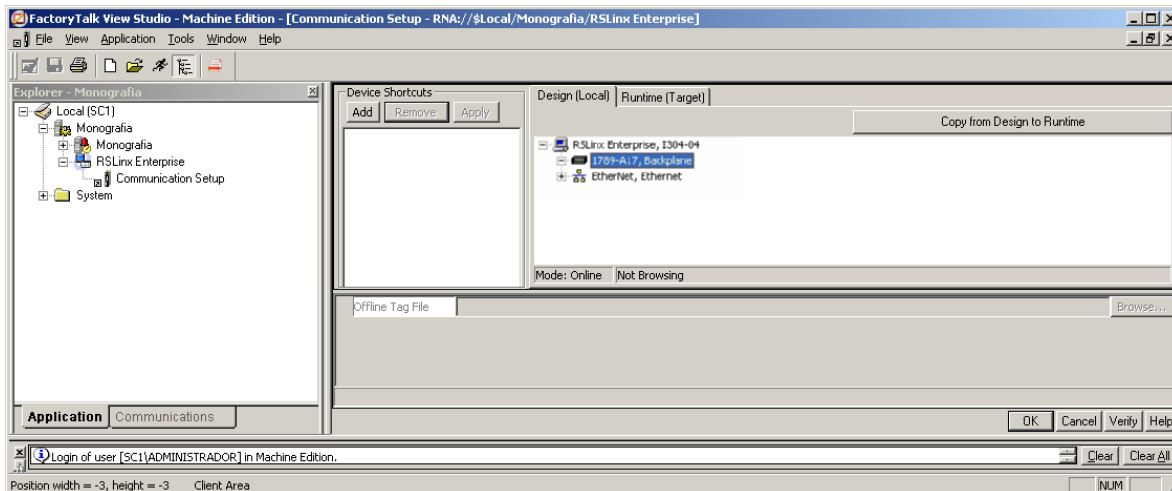 FactoryTalk View Studio - Machine Edition - [Communication Setup - RNA://$Local/Monografia/RSLinx Enterprise]
File View Application Tools Window Help
Explorer - Monografia
Local (SC1)
Monografia
Monografia
RSLinx Enterprise
Communication Setup
System
Application Communications
Device Shortcuts
Add Remove Apply
Design (Local) Runtime (Target)
Copy from Design to Runtime
RSLinx Enterprise, I304-04
1789-A17, Backplane
EtherNet, Ethernet
Mode: Online Not Browsing
Offline Tag File Browse...
OK Cancel Verify Help
Login of user [SC1\ADMINISTRADOR] in Machine Edition.
Clear Clear All
Position width = -3, height = -3 Client Area NUM